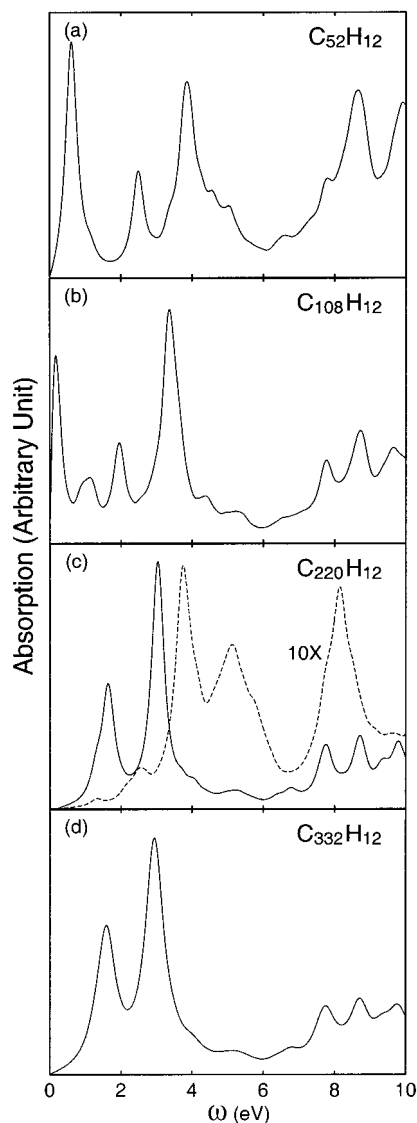 Absorption (Arbitrary Unit)
(a)
C₅₂H₁₂
(b)
C₁₀₈H₁₂
(c)
C₂₂₀H₁₂
10X
(d)
C₃₃₂H₁₂
0 2 4 6 8 10
ω (eV)